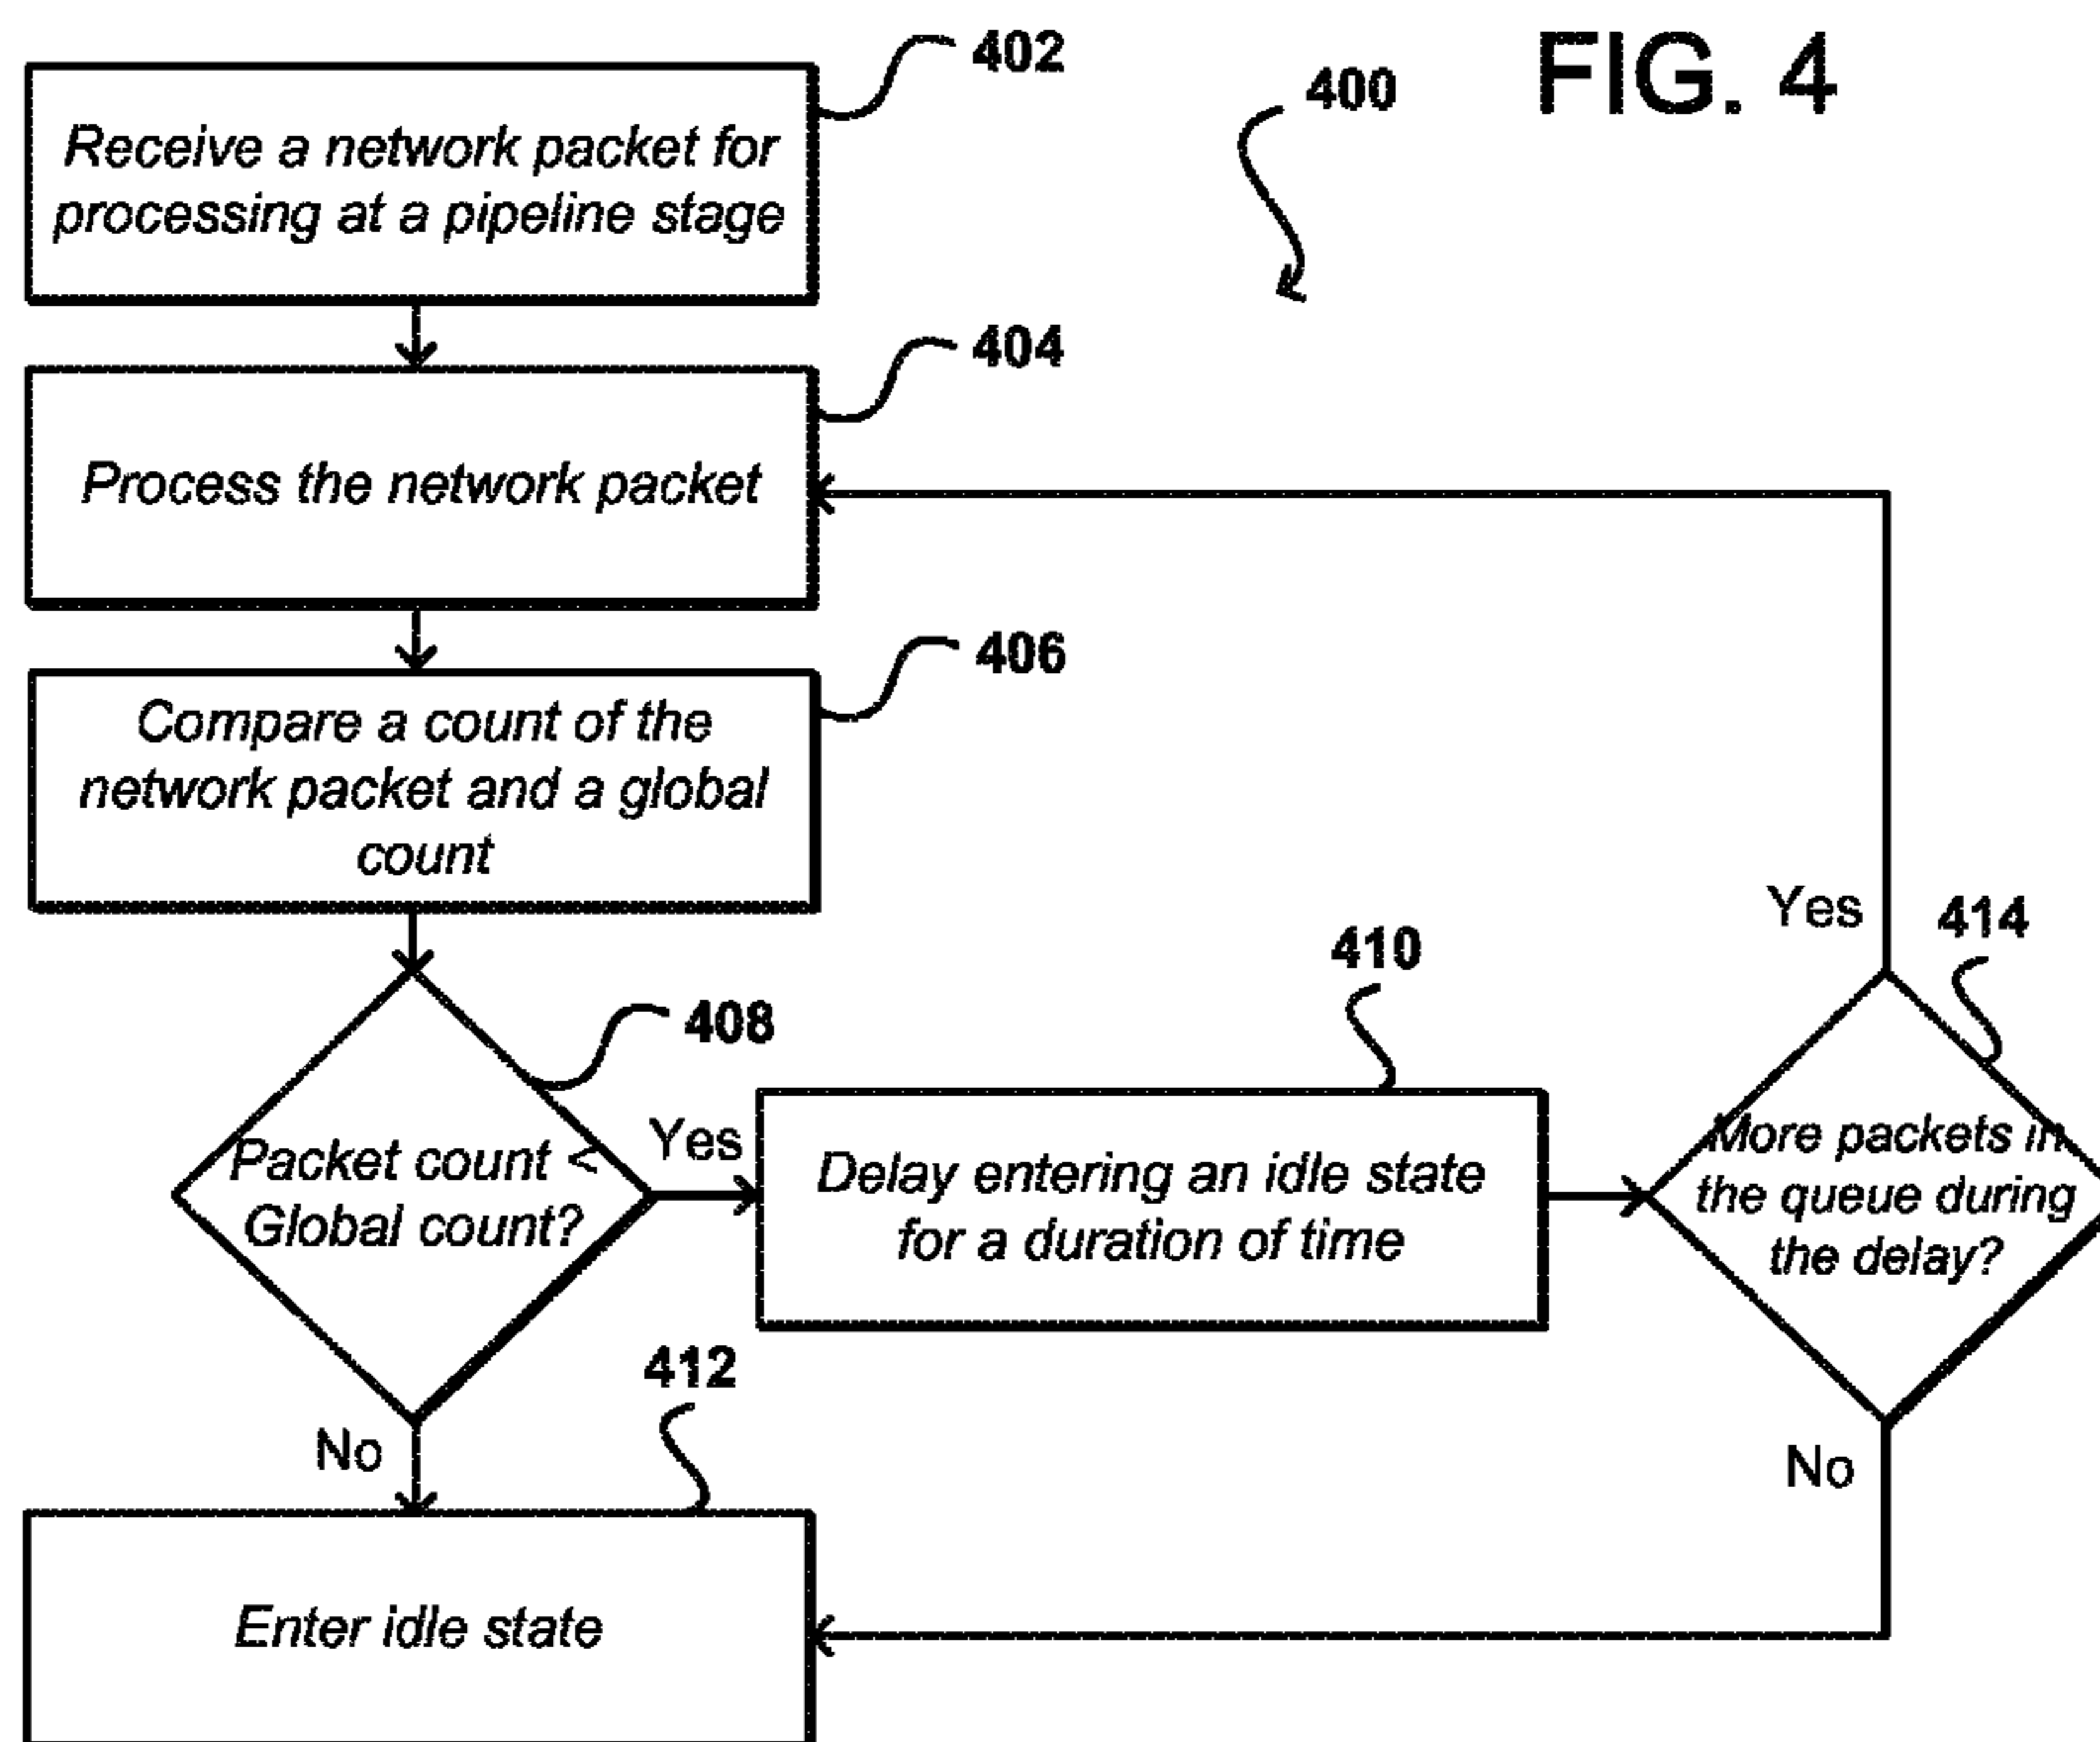 FIG. 4
400
402
Receive a network packet for
processing at a pipeline stage
404
Process the network packet
406
Compare a count of the
network packet and a global
count
408
Packet count <
Global count?
Yes
No
410
Delay entering an idle state
for a duration of time
414
More packets in
the queue during
the delay?
Yes
No
412
Enter idle state